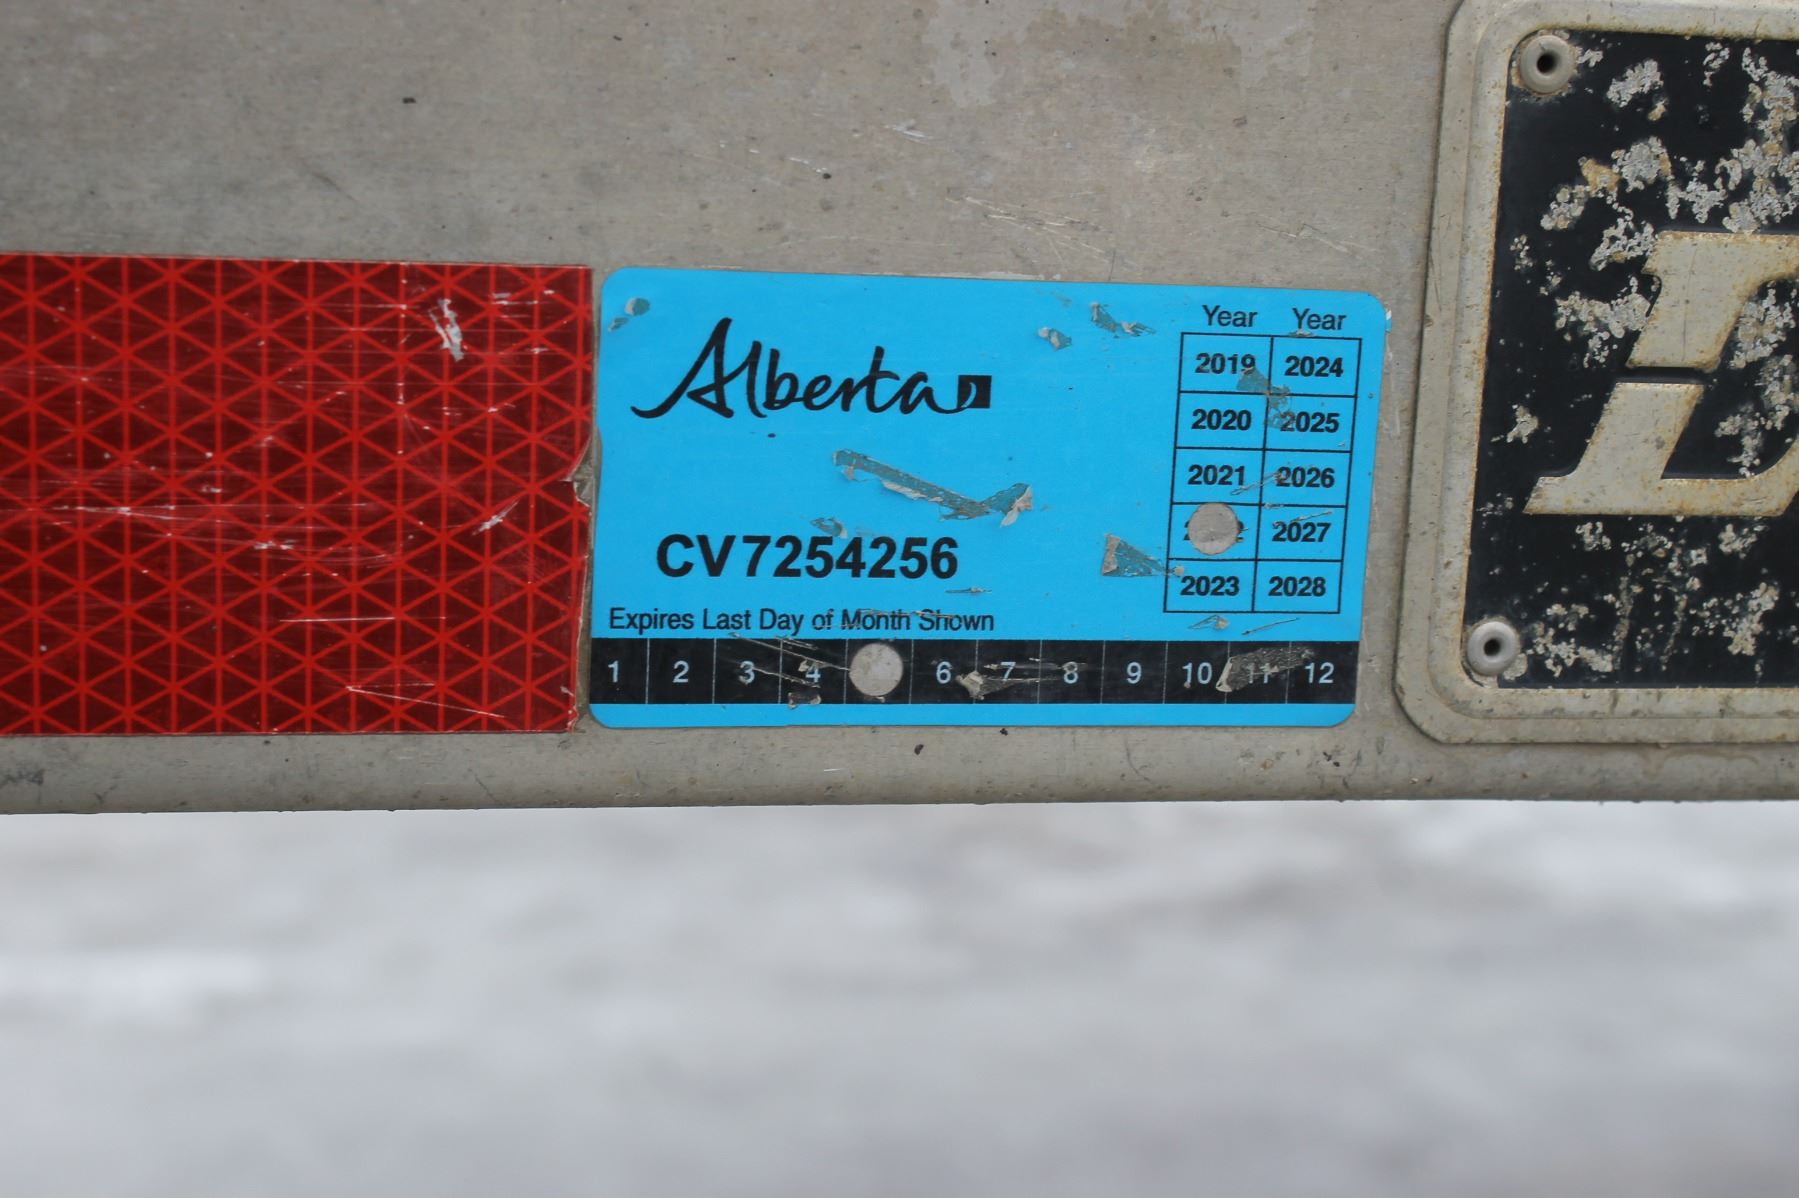 Alberta
Year Year
2019 2024
2020 2025
2021 2026
2027
2023 2028
CV7254256
Expires Last Day of Month Shown
1 2 3 4 6 7 8 9 10 11 12
D